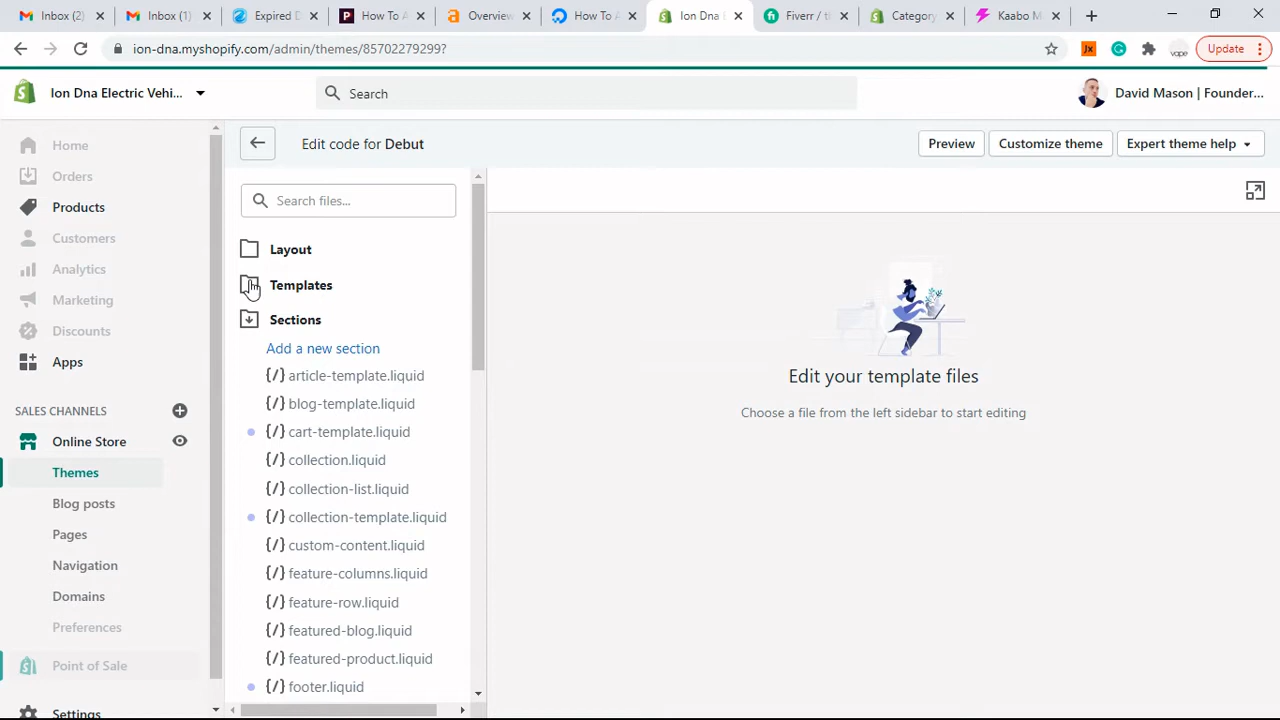 Inbox (2)
Inbox (1)
Expired D
How To A
Overview
How To A
Ion Dna E
Fiverr / th
Category
Kaabo M
ion-dna.myshopify.com/admin/themes/85702279299?
Jx
vape
Update
Ion Dna Electric Vehi...
Search
David Mason | Founder...
Home
Orders
Products
Customers
Analytics
Marketing
Discounts
Apps
SALES CHANNELS
Online Store
Themes
Blog posts
Pages
Navigation
Domains
Preferences
Point of Sale
Settings
Edit code for Debut
Preview
Customize theme
Expert theme help
Search files...
Layout
Templates
Sections
Add a new section
{/} article-template.liquid
{/} blog-template.liquid
{/} cart-template.liquid
{/} collection.liquid
{/} collection-list.liquid
{/} collection-template.liquid
{/} custom-content.liquid
{/} feature-columns.liquid
{/} feature-row.liquid
{/} featured-blog.liquid
{/} featured-product.liquid
{/} footer.liquid
Edit your template files
Choose a file from the left sidebar to start editing